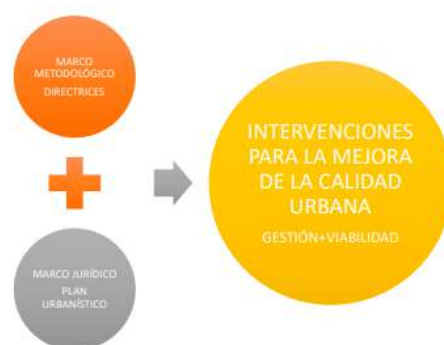 MARCO
METODOLÓGICO
DIRECTRICES
MARCO JURÍDICO
PLAN
URBANÍSTICO
INTERVENCIONES
PARA LA MEJORA
DE LA CALIDAD
URBANA
GESTIÓN+VIABILIDAD